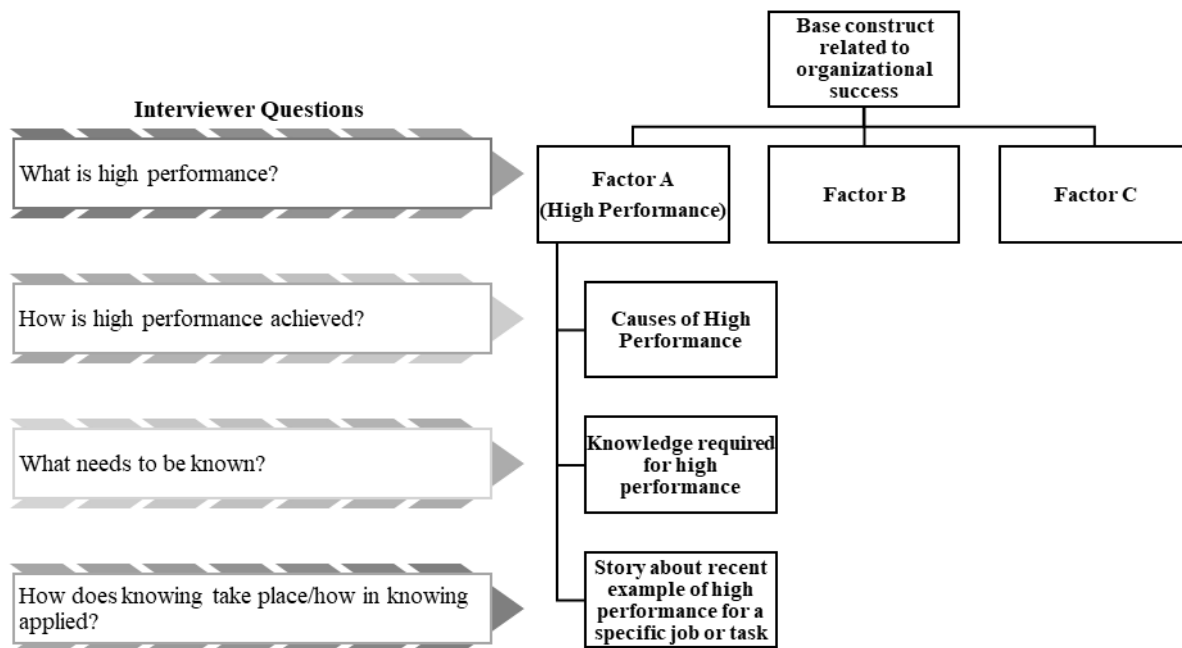 Base construct
related to
organizational
success
Interviewer Questions
What is high performance?
Factor A
(High Performance)
Factor B
Factor C
How is high performance achieved?
Causes of High
Performance
What needs to be known?
Knowledge required
for high
performance
How does knowing take place/how in knowing
applied?
Story about recent
example of high
performance for a
specific job or task